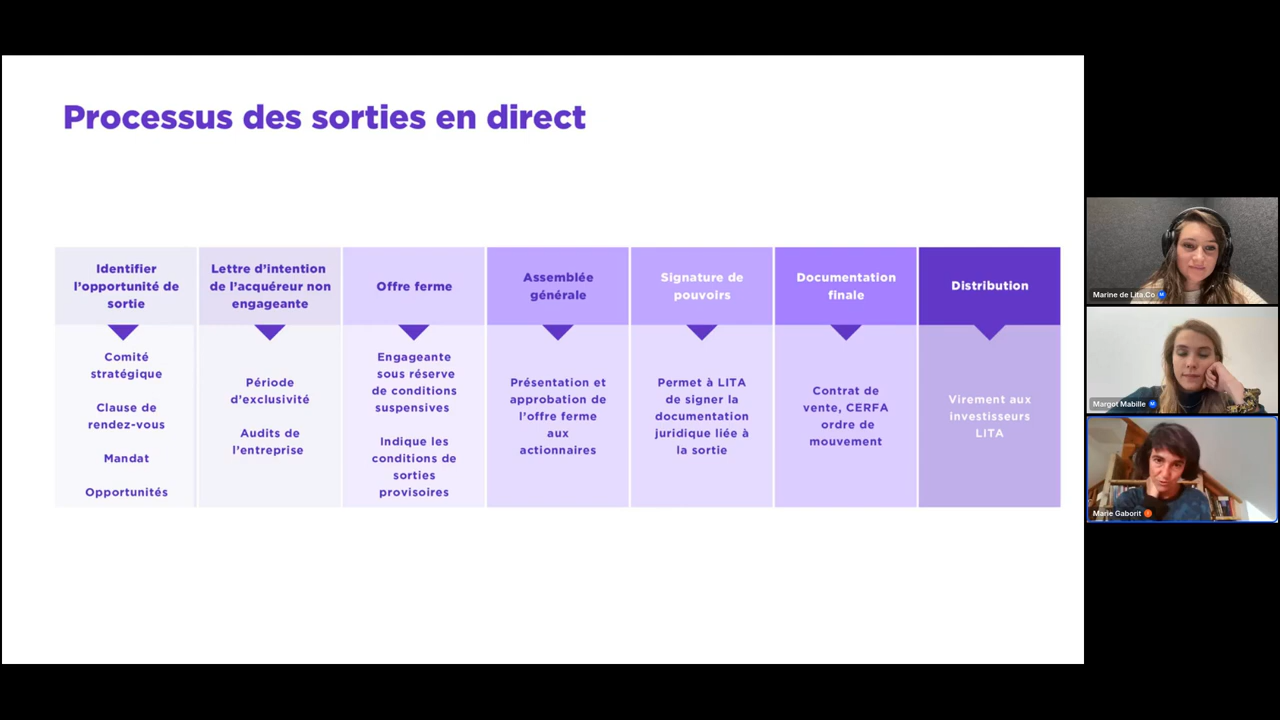 Processus des sorties en direct
Identifier
l'opportunité de
sortie
Lettre d'intention
de l'acquéreur non
engageante
Offre ferme
Assemblée
générale
Signature de
pouvoirs
Documentation
finale
Distribution
Comité
stratégique
Clause de
rendez-vous
Mandat
Opportunités
Période
d'exclusivité
Audits de
l'entreprise
Engageante
sous réserve
de conditions
suspensives
Indique les
conditions de
sorties
provisoires
Présentation et
approbation de
l'offre ferme
aux
actionnaires
Permet à LITA
de signer la
documentation
juridique liée à
la sortie
Contrat de
vente, CERFA
ordre de
mouvement
Virement aux
investisseurs
LITA
Marine de Lita.Co
Margot Mabille
Marie Gaborit